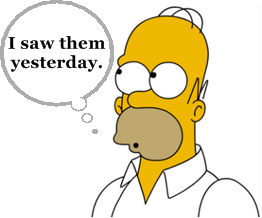 I saw them
yesterday.